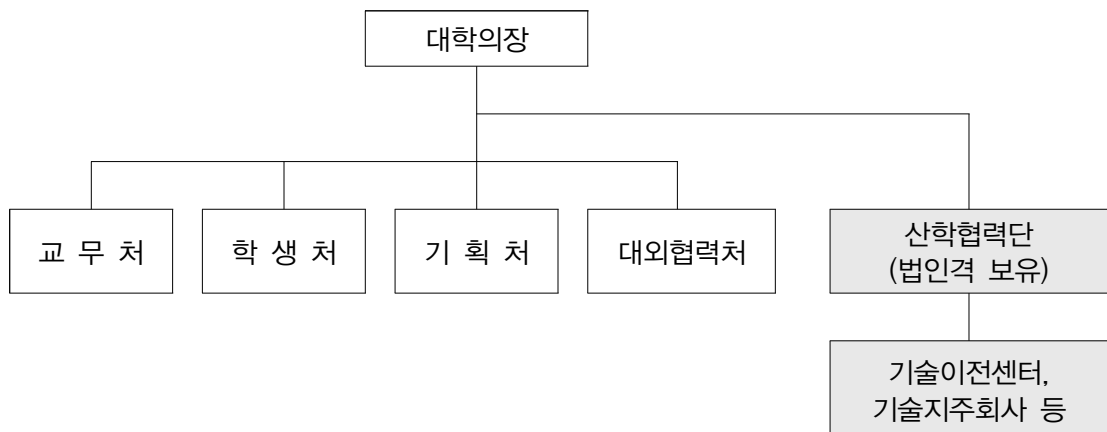 대학의장
교 무 처
학 생 처
기 획 처
대외협력처
산학협력단
(법인격 보유)
기술이전센터,
기술지주회사 등